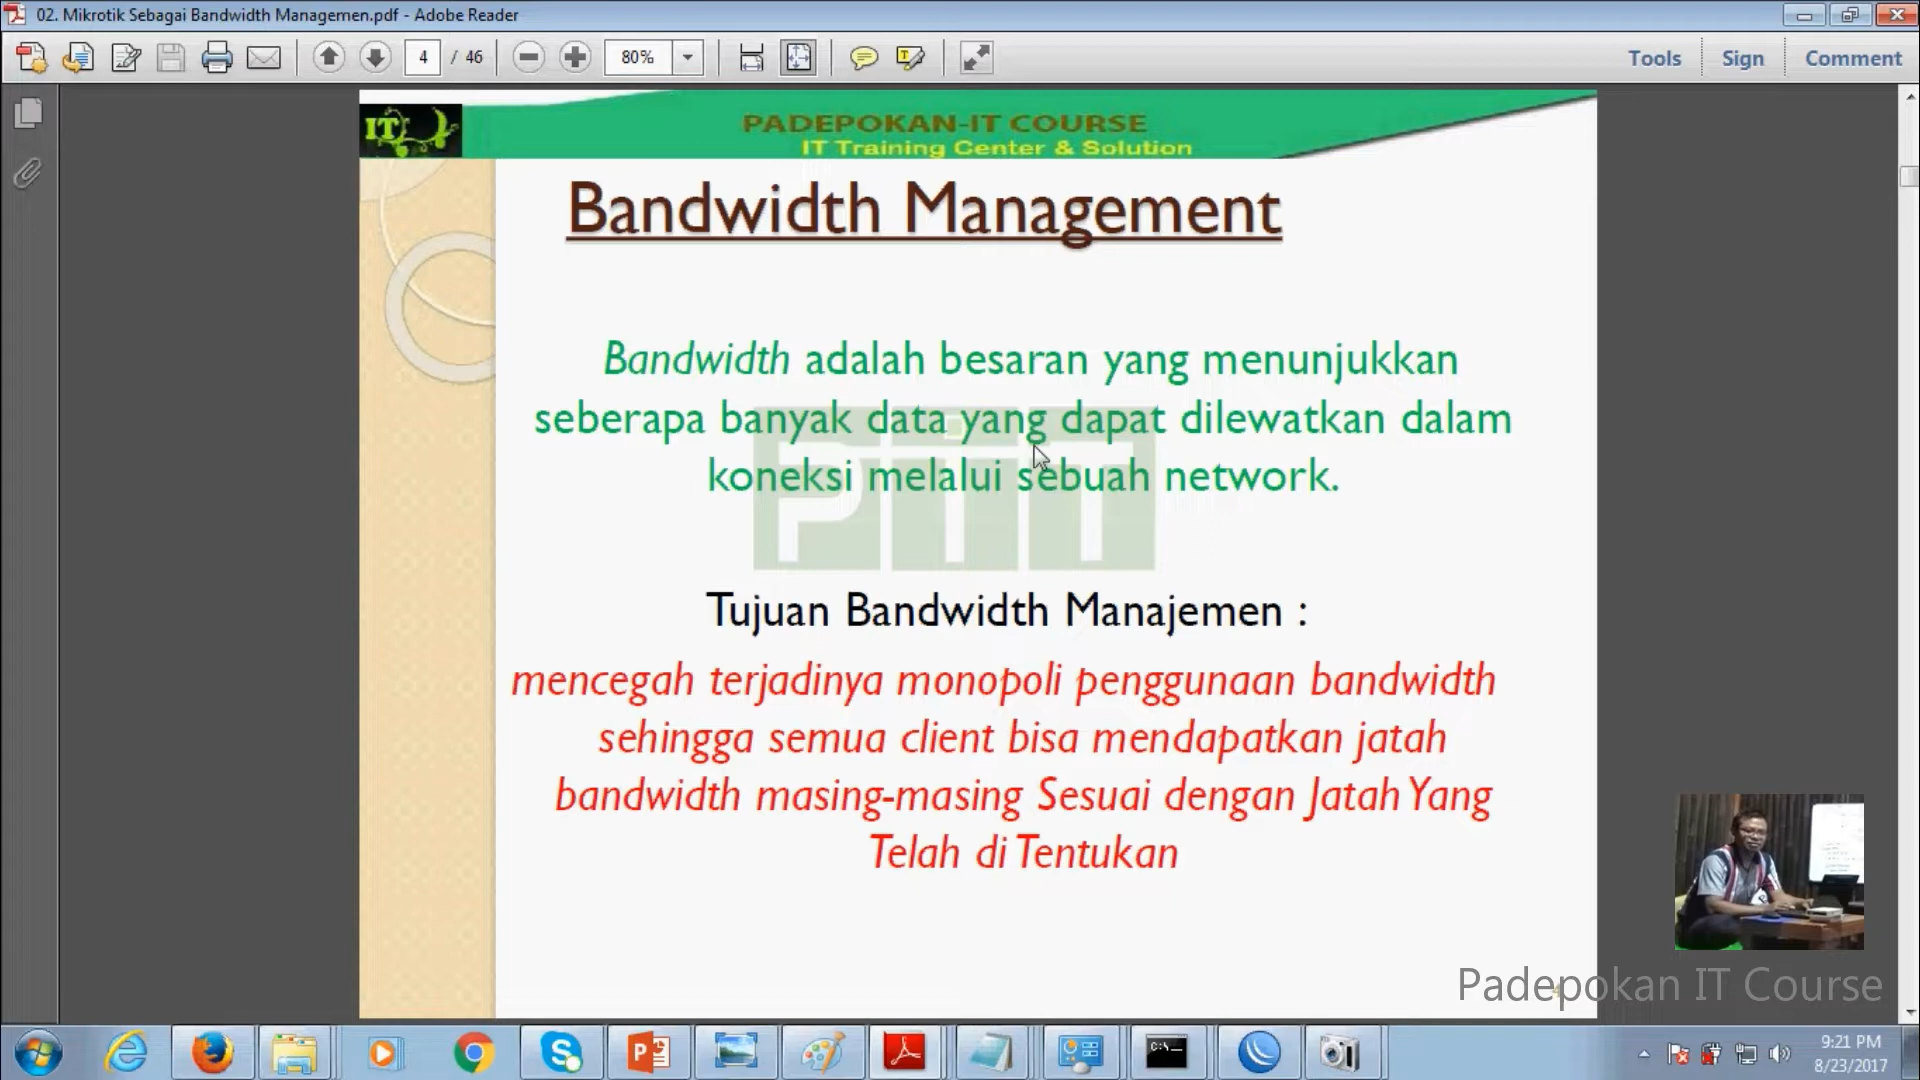 02. Mikrotik Sebagai Bandwidth Managemen.pdf - Adobe Reader
4 / 46
80%
Tools
Sign
Comment
IT
PADEPOKAN-IT COURSE
IT Training Center & Solution
Bandwidth Management
Bandwidth adalah besaran yang menunjukkan
seberapa banyak data yang dapat dilewatkan dalam
koneksi melalui sebuah network.
PiT
Tujuan Bandwidth Manajemen :
mencegah terjadinya monopoli penggunaan bandwidth
sehingga semua client bisa mendapatkan jatah
bandwidth masing-masing Sesuai dengan Jatah Yang
Telah di Tentukan
Padepokan IT Course
9:21 PM
8/23/2017